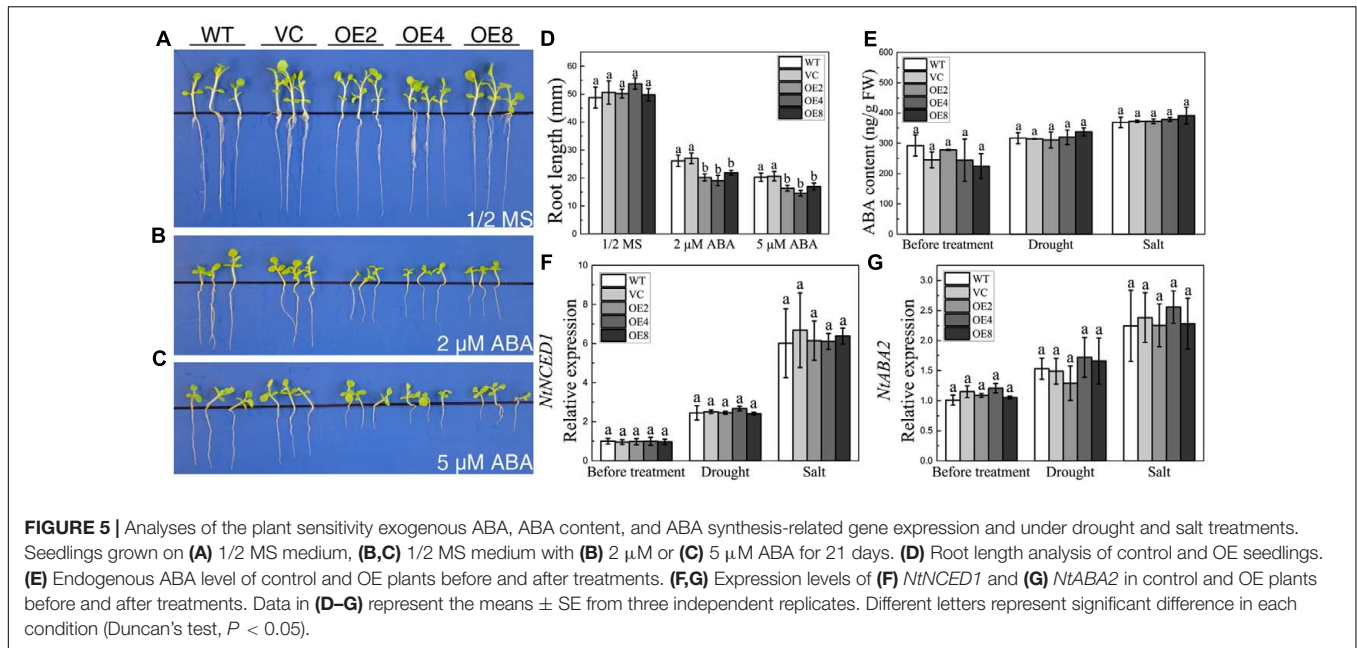 A
WT VC OE2 OE4 OE8
1/2 MS
B
2 μM ABA
C
5 μM ABA
D
Root length (mm)
60
50
40
30
20
10
0
WT
VC
OE2
OE4
OE8
a a a a a
a a b b b
a a b b b
1/2 MS 2 μM ABA 5 μM ABA
E
ABA content (ng/g FW)
600
500
400
300
200
100
0
WT
VC
OE2
OE4
OE8
a a a a a
a a a a a
a a a a a
Before treatment Drought Salt
F
NtNCED1
Relative expression
10
8
6
4
2
0
WT
VC
OE2
OE4
OE8
a a a a a
a a a a a
a a a a a
Before treatment Drought Salt
G
NtABA2
Relative expression
3.0
2.5
2.0
1.5
1.0
0.5
0.0
WT
VC
OE2
OE4
OE8
a a a a a
a a a a a
a a a a a
Before treatment Drought Salt
FIGURE 5 | Analyses of the plant sensitivity exogenous ABA, ABA content, and ABA synthesis-related gene expression and under drought and salt treatments.
Seedlings grown on (A) 1/2 MS medium, (B,C) 1/2 MS medium with (B) 2 μM or (C) 5 μM ABA for 21 days. (D) Root length analysis of control and OE seedlings.
(E) Endogenous ABA level of control and OE plants before and after treatments. (F,G) Expression levels of (F) NtNCED1 and (G) NtABA2 in control and OE plants
before and after treatments. Data in (D–G) represent the means ± SE from three independent replicates. Different letters represent significant difference in each
condition (Duncan's test, P < 0.05).